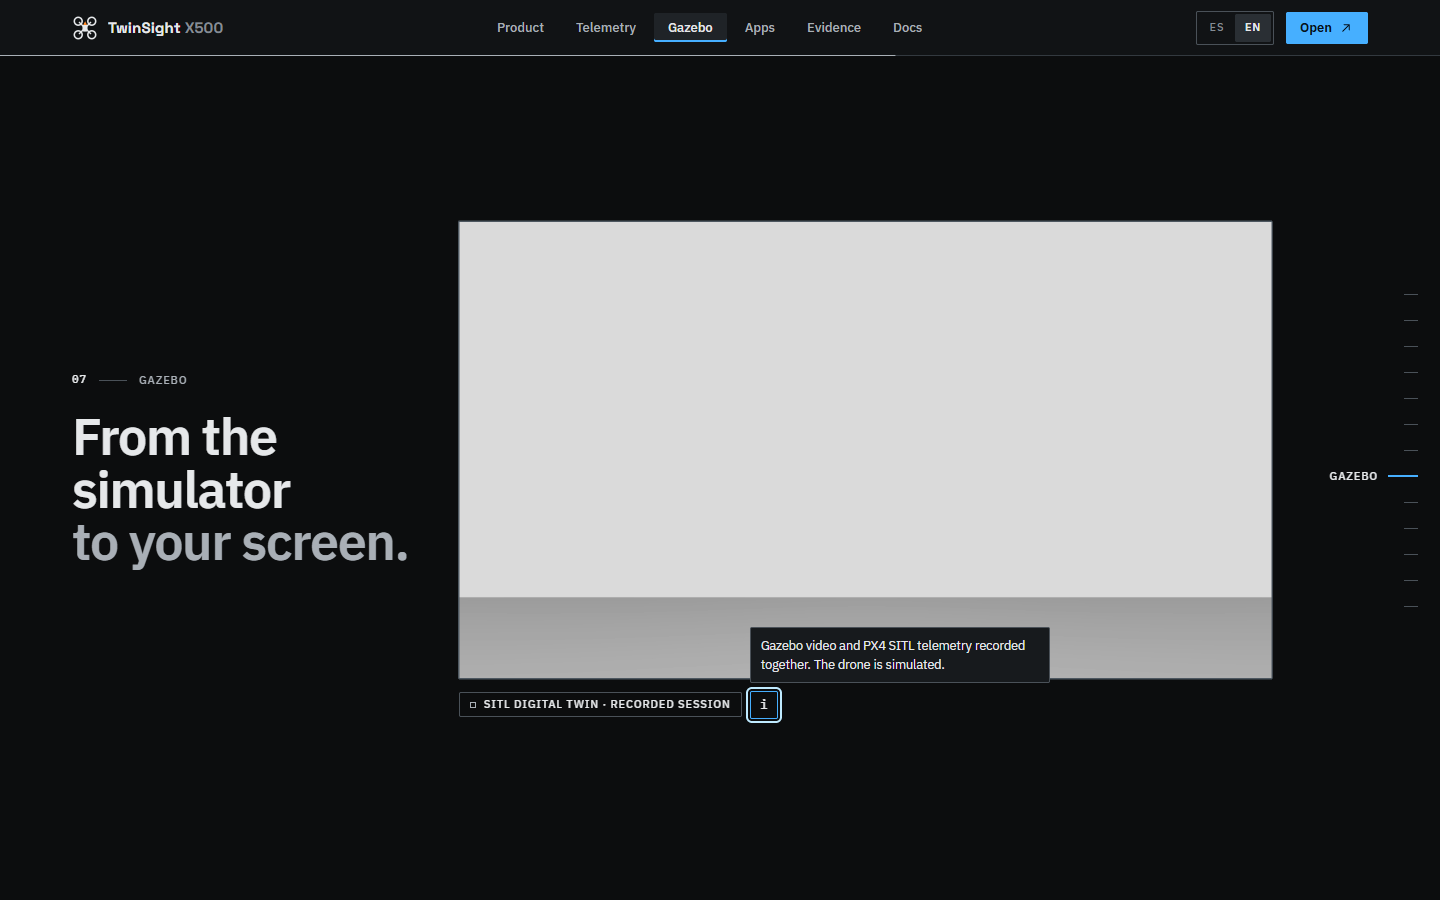 TwinSight X500
Product
Telemetry
Gazebo
Apps
Evidence
Docs
ES
EN
Open
07
GAZEBO
From the
simulator
to your screen.
Gazebo video and PX4 SITL telemetry recorded
together. The drone is simulated.
SITL DIGITAL TWIN · RECORDED SESSION
i
GAZEBO